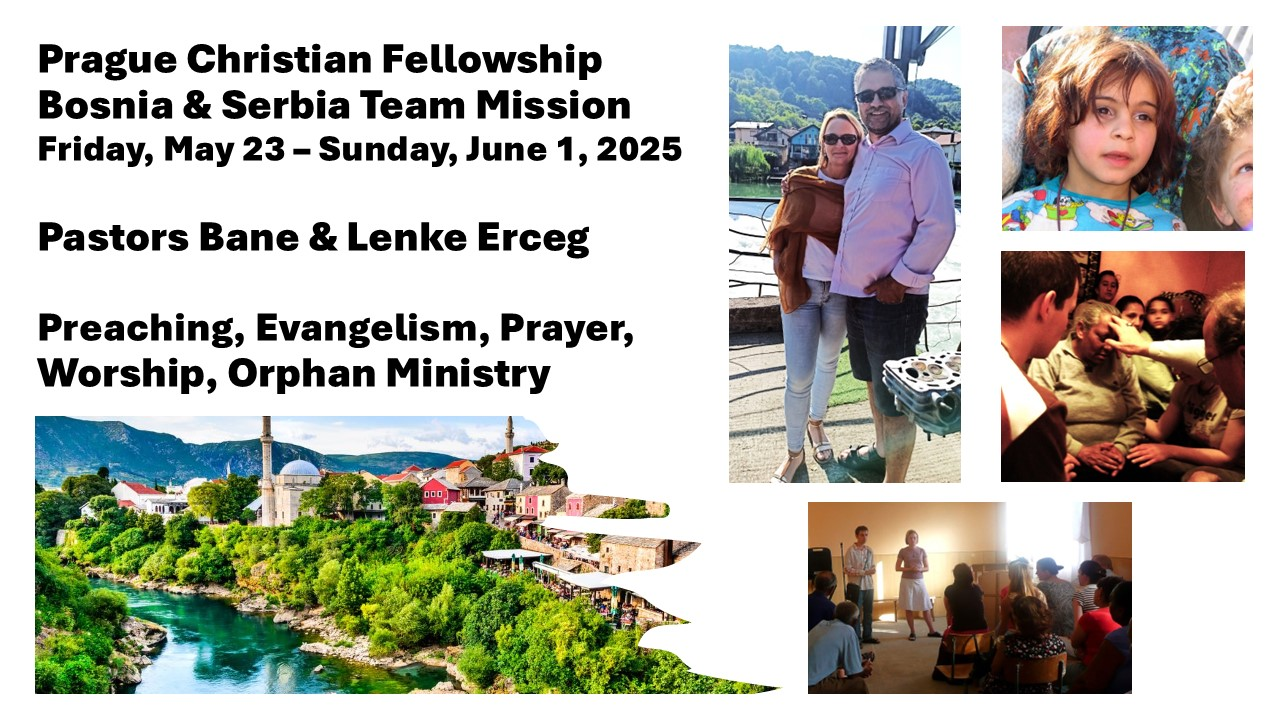 Prague Christian Fellowship
Bosnia & Serbia Team Mission
Friday, May 23 – Sunday, June 1, 2025
Pastors Bane & Lenke Erceg
Preaching, Evangelism, Prayer,
Worship, Orphan Ministry